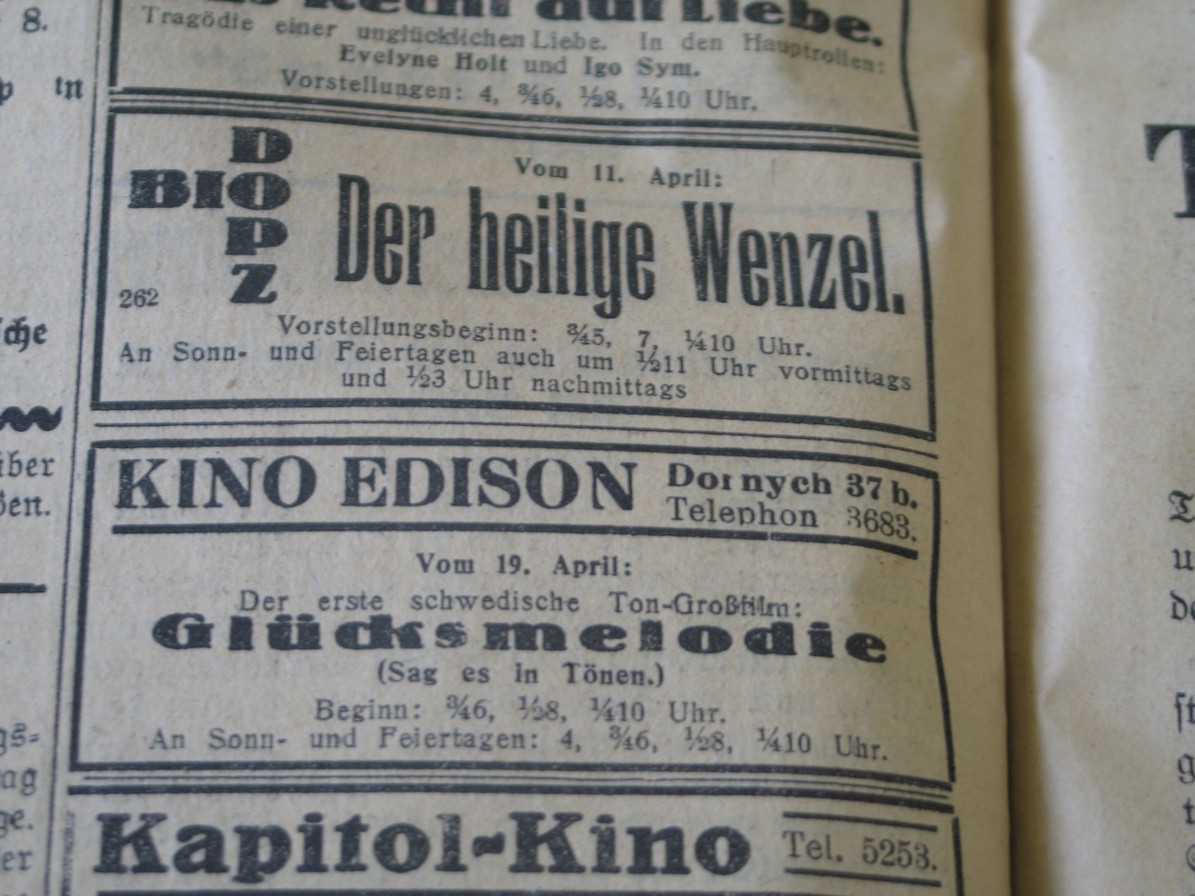 8.
in
Recht auf Liebe.
Tragödie einer unglücklichen Liebe. In den Hauptrollen:
Evelyne Holt und Igo Sym.
Vorstellungen: 4, ¾6, ½8, ¼10 Uhr.
BIO
DOPZ
Vom 11. April:
Der heilige Wenzel.
262
Vorstellungsbeginn: ¾5, 7, ¼10 Uhr.
An Sonn- und Feiertagen auch um ½11 Uhr vormittags
und ½3 Uhr nachmittags
KINO EDISON
Dornych 37 b.
Telephon 3683.
Vom 19. April:
Der erste schwedische Ton-Großfilm:
Glücksmelodie
(Sag es in Tönen.)
Beginn: ¾6, ½8, ¼10 Uhr.
An Sonn- und Feiertagen: 4, ¾6, ½8, ¼10 Uhr.
Kapitol-Kino
Tel. 5253.